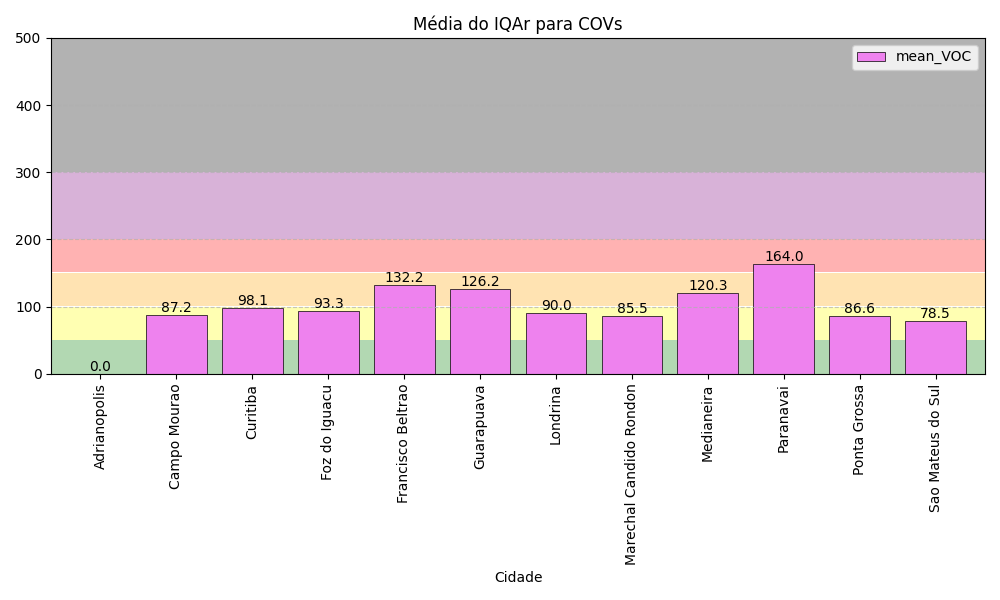 Média do IQAr para COVs
mean_VOC
500
400
300
200
100
0
0.0
87.2
98.1
93.3
132.2
126.2
90.0
85.5
120.3
164.0
86.6
78.5
Adrianopolis
Campo Mourao
Curitiba
Foz do Iguacu
Francisco Beltrao
Guarapuava
Londrina
Marechal Candido Rondon
Medianeira
Paranavai
Ponta Grossa
Sao Mateus do Sul
Cidade